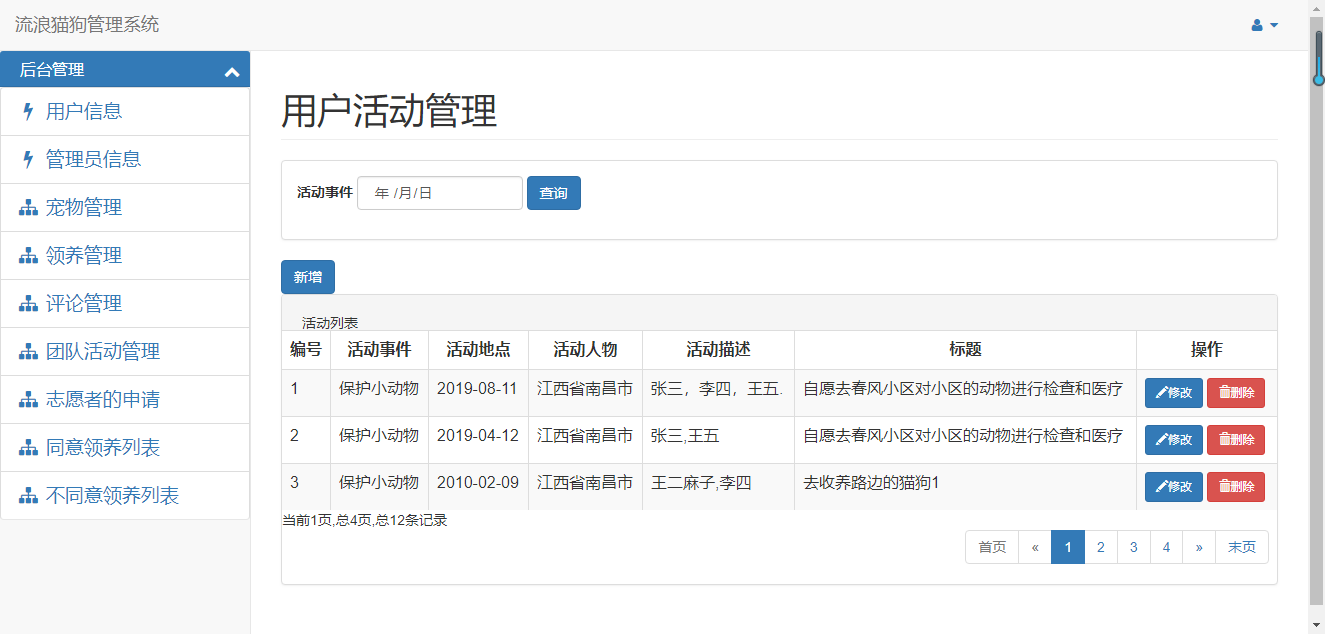 流浪猫狗管理系统
后台管理
用户信息
管理员信息
宠物管理
领养管理
评论管理
团队活动管理
志愿者的申请
同意领养列表
不同意领养列表
用户活动管理
活动事件 年 /月/日 查询
新增
活动列表
编号 活动事件 活动地点 活动人物 活动描述 标题 操作
1 保护小动物 2019-08-11 江西省南昌市 张三，李四，王五. 自愿去春风小区对小区的动物进行检查和医疗 修改 删除
2 保护小动物 2019-04-12 江西省南昌市 张三,王五 自愿去春风小区对小区的动物进行检查和医疗 修改 删除
3 保护小动物 2010-02-09 江西省南昌市 王二麻子,李四 去收养路边的猫狗1 修改 删除
当前1页,总4页,总12条记录
首页 « 1 2 3 4 » 末页